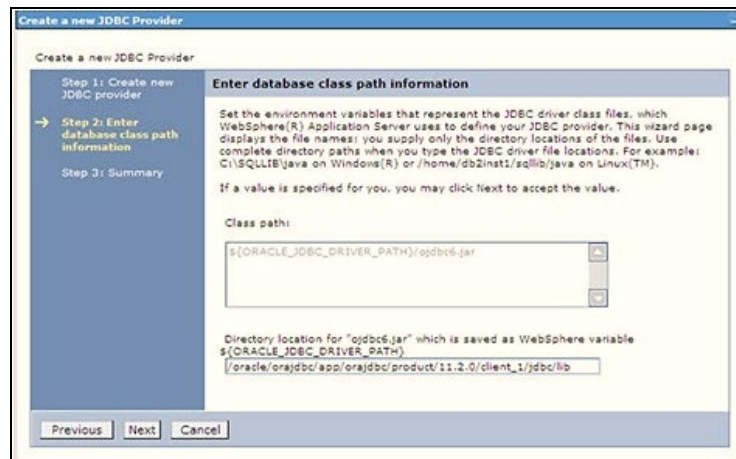 Create a new JDBC Provider
Create a new JDBC Provider
Step 1: Create new
JDBC provider
Step 2: Enter
database class path
information
Step 3: Summary
Enter database class path information
Set the environment variables that represent the JDBC driver class files, which
WebSphere(R) Application Server uses to define your JDBC provider. This wizard page
displays the file names; you supply only the directory locations of the files. Use
complete directory paths when you type the JDBC driver file locations. For example:
C:\SQLLIB\java on Windows(R) or /home/db2inst1/sqllib/java on Linux(TM).
If a value is specified for you, you may click Next to accept the value.
Class path:
${ORACLE_JDBC_DRIVER_PATH}/ojdbc6.jar
Directory location for "ojdbc6.jar" which is saved as WebSphere variable
${ORACLE_JDBC_DRIVER_PATH}
/oracle/orajdbc/app/orajdbc/product/11.2.0/client_1/jdbc/lib
Previous Next Cancel